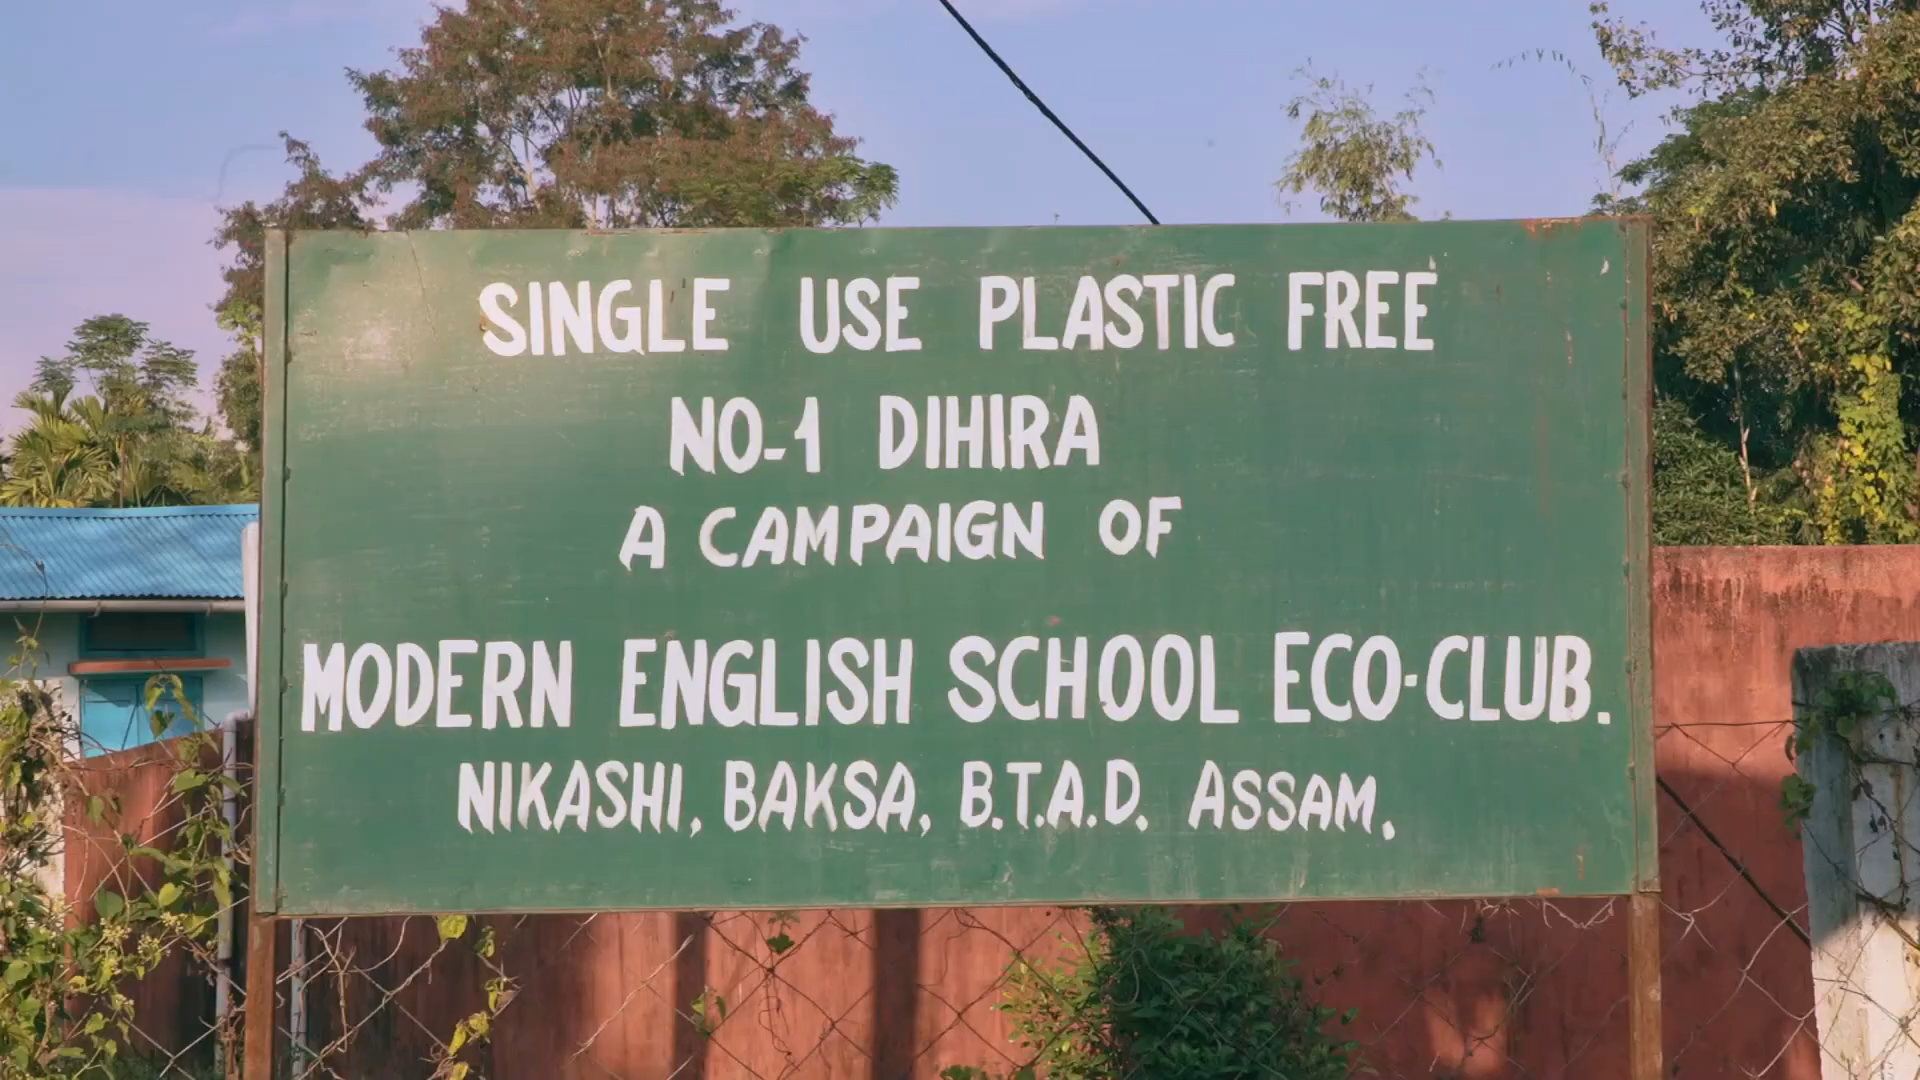 SINGLE USE PLASTIC FREE
NO-1 DIHIRA
A CAMPAIGN OF
MODERN ENGLISH SCHOOL ECO-CLUB.
NIKASHI, BAKSA, B.T.A.D. ASSAM.